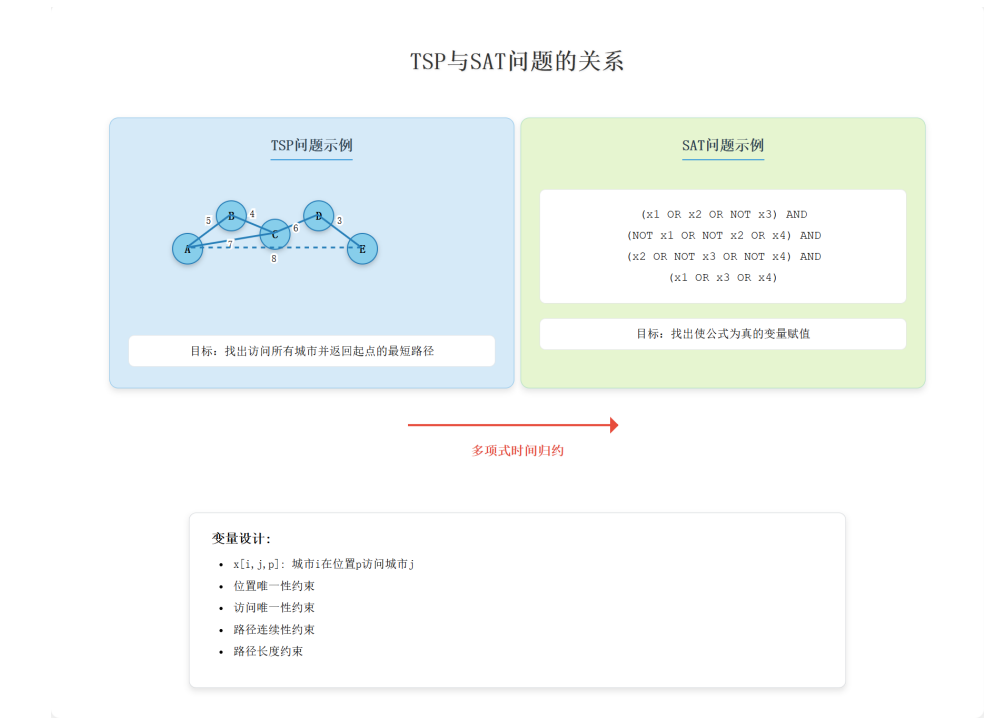 TSP与SAT问题的关系
TSP问题示例
5
B
4
A
7
C
6
D
3
E
8
目标: 找出访问所有城市并返回起点的最短路径
SAT问题示例
(x1 OR x2 OR NOT x3) AND
(NOT x1 OR NOT x2 OR x4) AND
(x2 OR NOT x3 OR NOT x4) AND
(x1 OR x3 OR x4)
目标: 找出使公式为真的变量赋值
多项式时间归约
变量设计:
• x[i,j,p]: 城市i在位置p访问城市j
• 位置唯一性约束
• 访问唯一性约束
• 路径连续性约束
• 路径长度约束